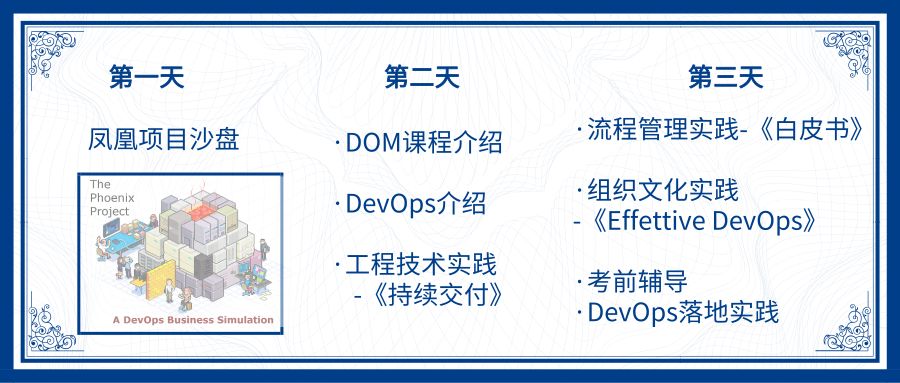 第一天
凤凰项目沙盘
The
Phoenix
Project
A DevOps Business Simulation
第二天
·DOM课程介绍
·DevOps介绍
·工程技术实践
-《持续交付》
第三天
·流程管理实践-《白皮书》
·组织文化实践
-《Effettive DevOps》
·考前辅导
·DevOps落地实践